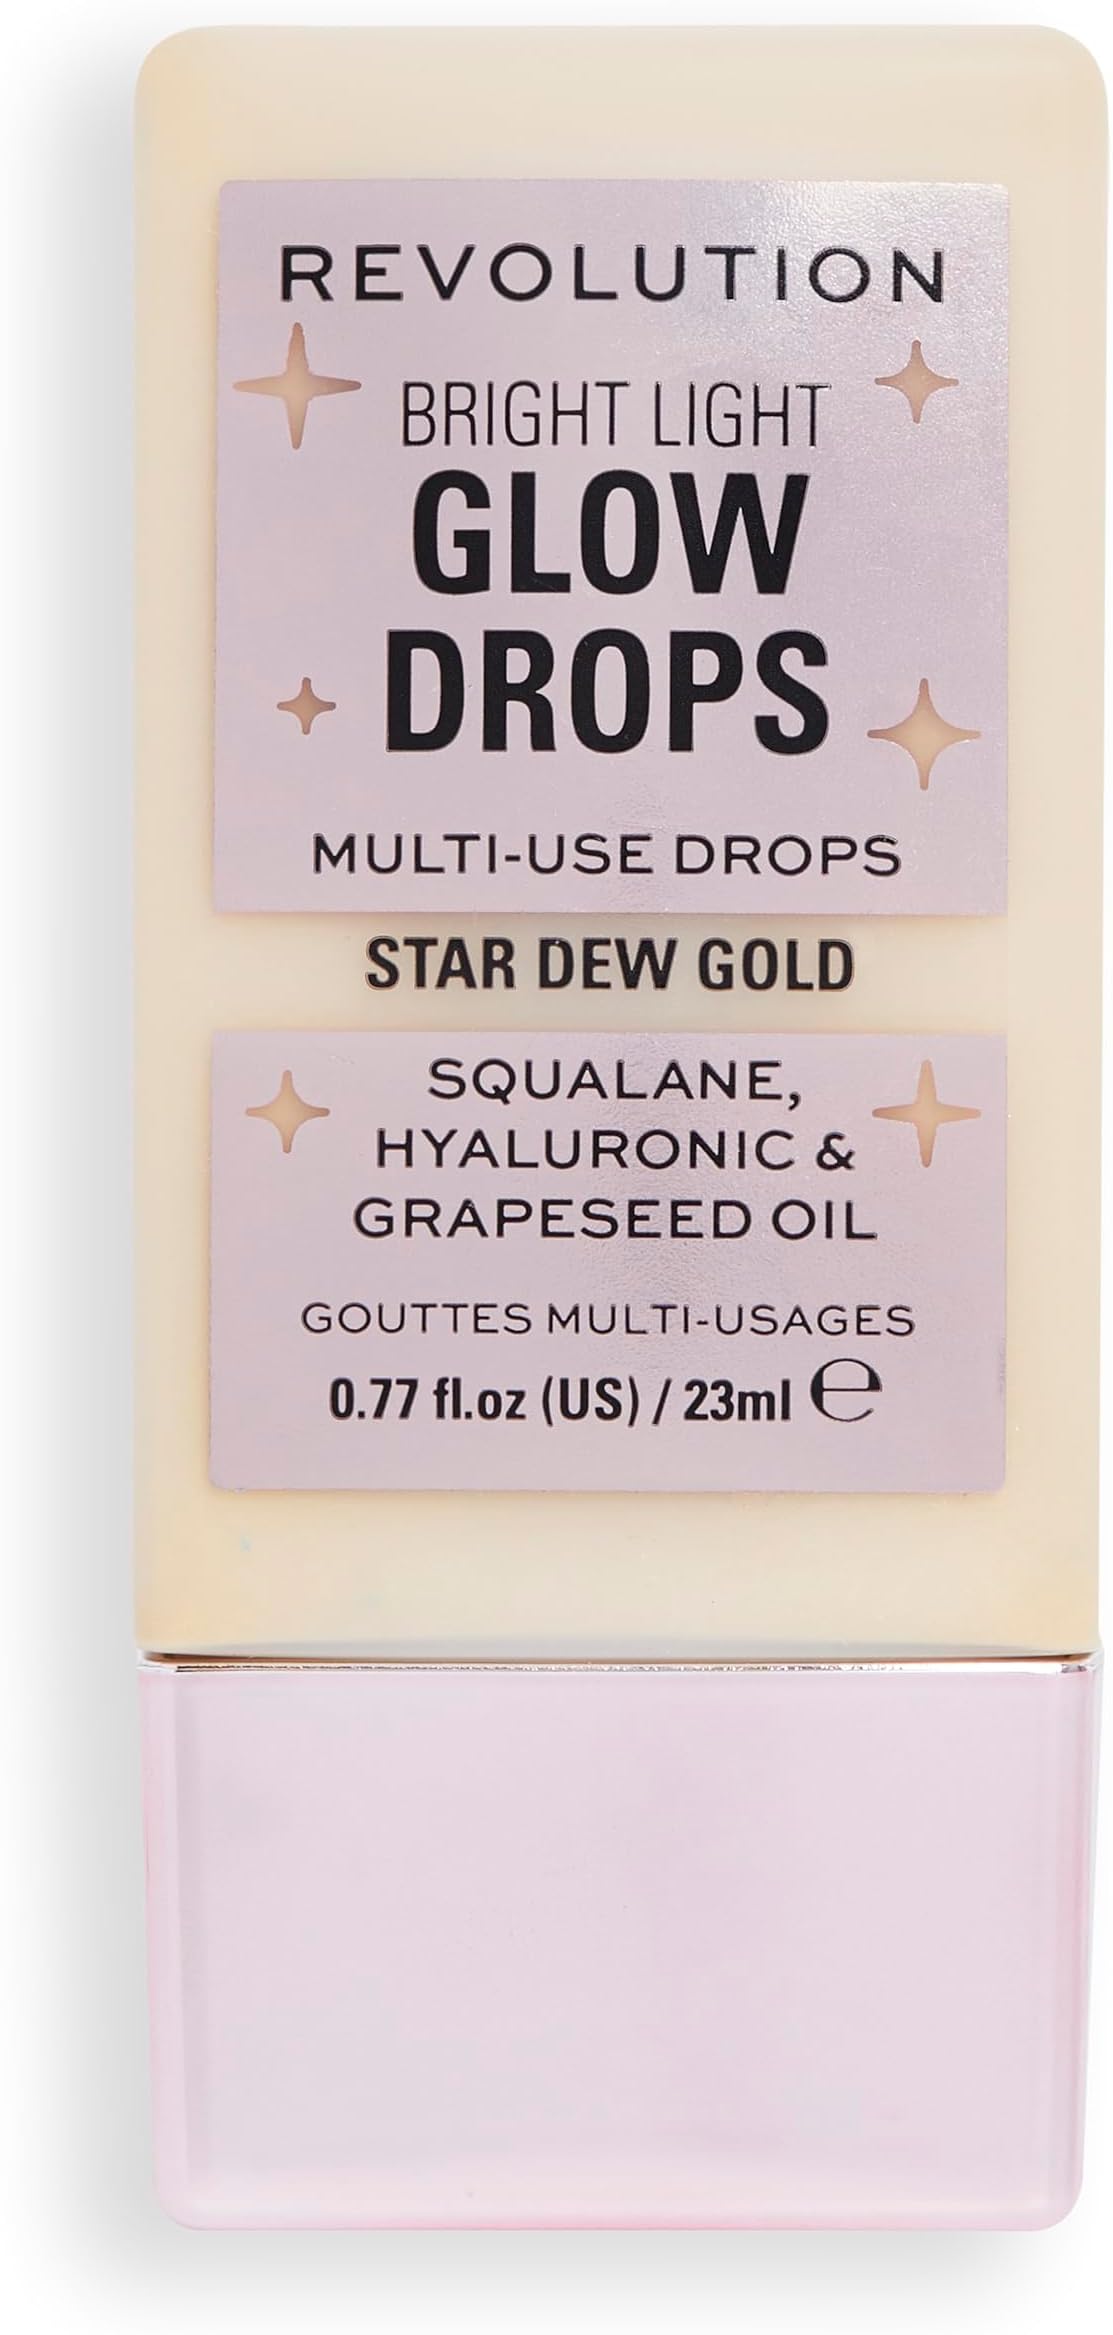 REVOLUTION
BRIGHT LIGHT
GLOW
DROPS
MULTI-USE DROPS
STAR DEW GOLD
SQUALANE,
HYALURONIC &
GRAPESEED OIL
GOUTTES MULTI-USAGES
0.77 fl.oz (US) / 23ml ℮